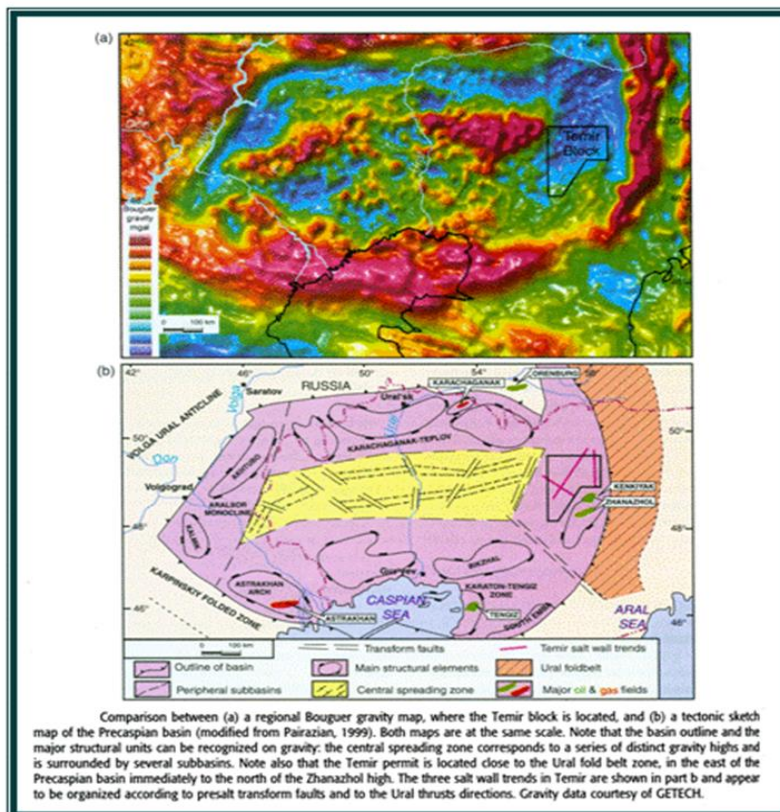 (a)
42
Temir
Block
Bouguer
gravity
mgal
0 100 km
(b)
42 46 50 54 58
Saratov
RUSSIA
KARACHAGANAK
ORENBURG
Ural'sk
VOLGA URAL ANTICLINE
Volga
50°
50°
KARACHAGANAK-TEPLOV
Don
Volgograd
ARALSOR
MONOCLINE
KENKIYAK
ZHANAZHOL
48°
48°
ASTRAKHAN
ARCH
BIKZHAL
KARPINSKIY FOLDED ZONE
CASPIAN
SEA
KARATON-TENGIZ
ZONE
ARAL
SEA
46°
46°
ASTRAKHAN
TENGIZ
SOUTH EMBA
0 100 km
Transform faults
Temir salt wall trends
Outline of basin
Main structural elements
Ural foldbelt
Peripheral subbasins
Central spreading zone
Major oil & gas fields
Comparison between (a) a regional Bouguer gravity map, where the Temir block is located, and (b) a tectonic sketch
map of the Precaspian basin (modified from Pairazian, 1999). Both maps are at the same scale. Note that the basin outline and the
major structural units can be recognized on gravity: the central spreading zone corresponds to a series of distinct gravity highs and
is surrounded by several subbasins. Note also that the Temir permit is located close to the Ural fold belt zone, in the east of the
Precaspian basin immediately to the north of the Zhanazhol high. The three salt wall trends in Temir are shown in part b and appear
to be organized according to presalt transform faults and to the Ural thrusts directions. Gravity data courtesy of GETECH.